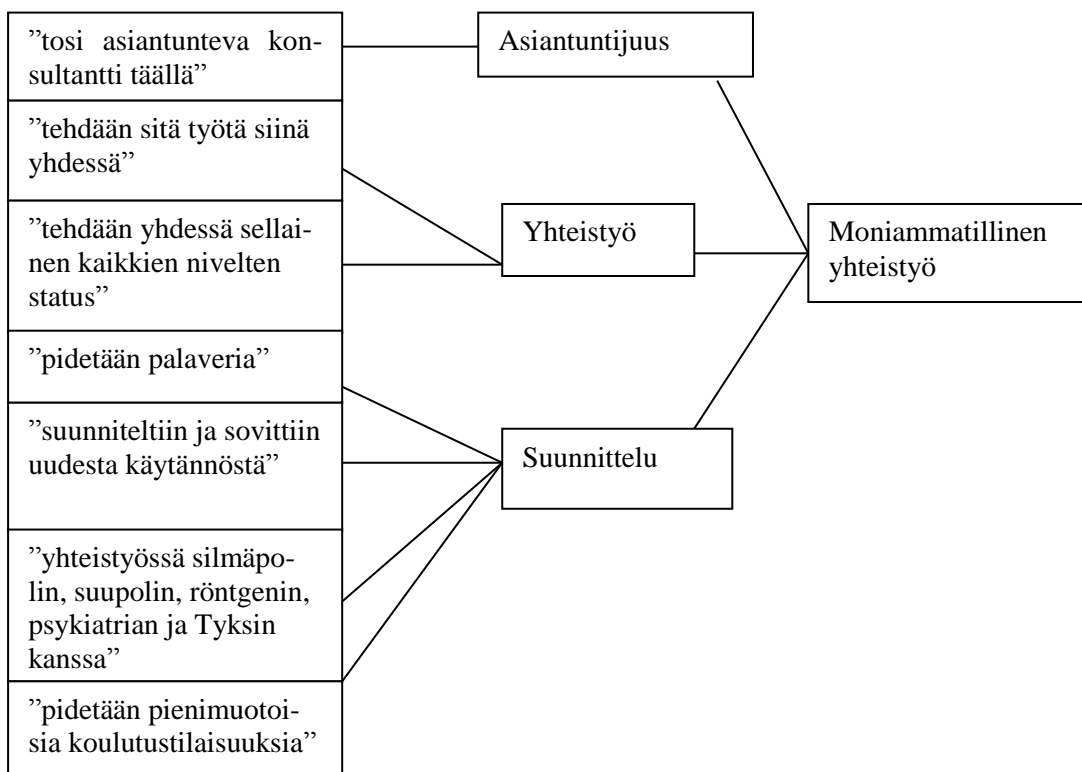 ”tosi asiantunteva kon-
sultantti täällä”
”tehdään sitä työtä siinä
yhdessä”
”tehdään yhdessä sellai-
nen kaikkien nivelten
status”
”pidetään palaveria”
”suunniteltiin ja sovittiin
uudesta käytännöstä”
”yhteistyössä silmäpo-
lin, suupolin, röntgenin,
psykiatrian ja Tyksin
kanssa”
”pidetään pienimuotoi-
sia koulutustilaisuuksia”
Asiantuntijuus
Yhteistyö
Suunnittelu
Moniammatillinen
yhteistyö